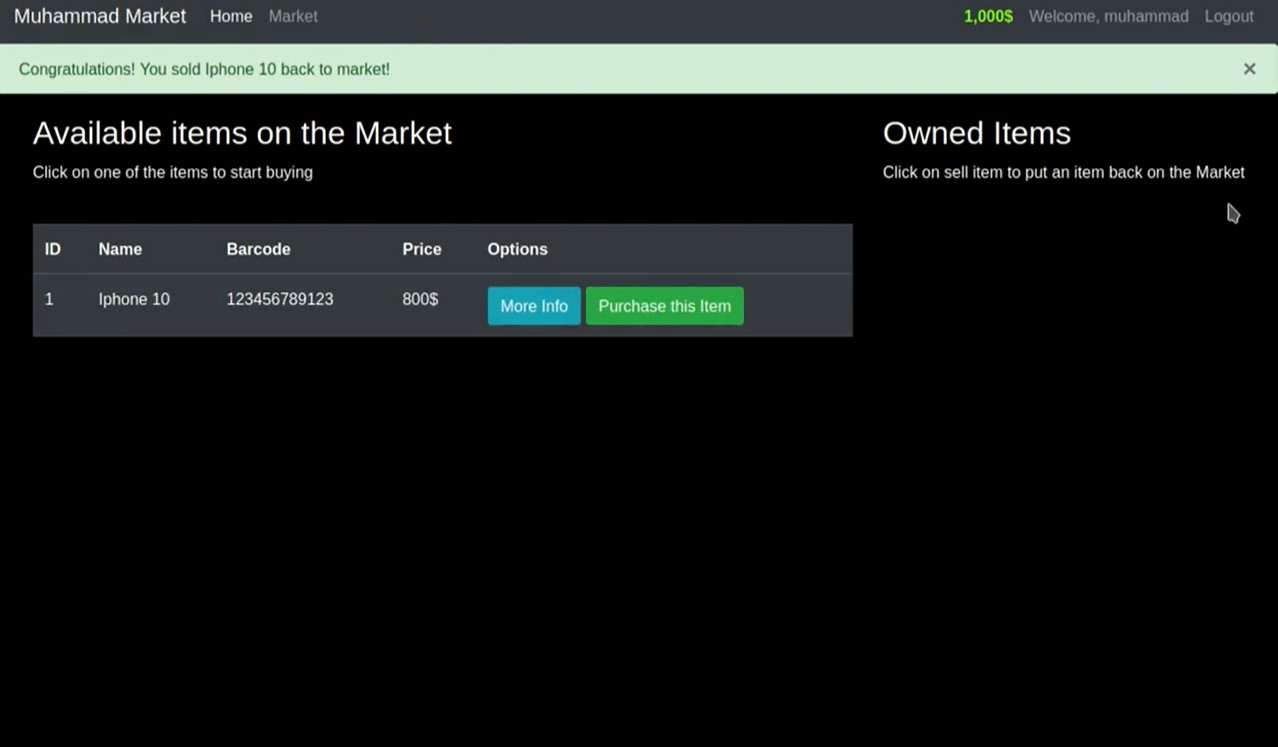 Muhammad Market Home Market 1,000$ Welcome, muhammad Logout
Congratulations! You sold Iphone 10 back to market! ×
Available items on the Market
Click on one of the items to start buying
Owned Items
Click on sell item to put an item back on the Market
ID Name Barcode Price Options
1 Iphone 10 123456789123 800$ More Info Purchase this Item